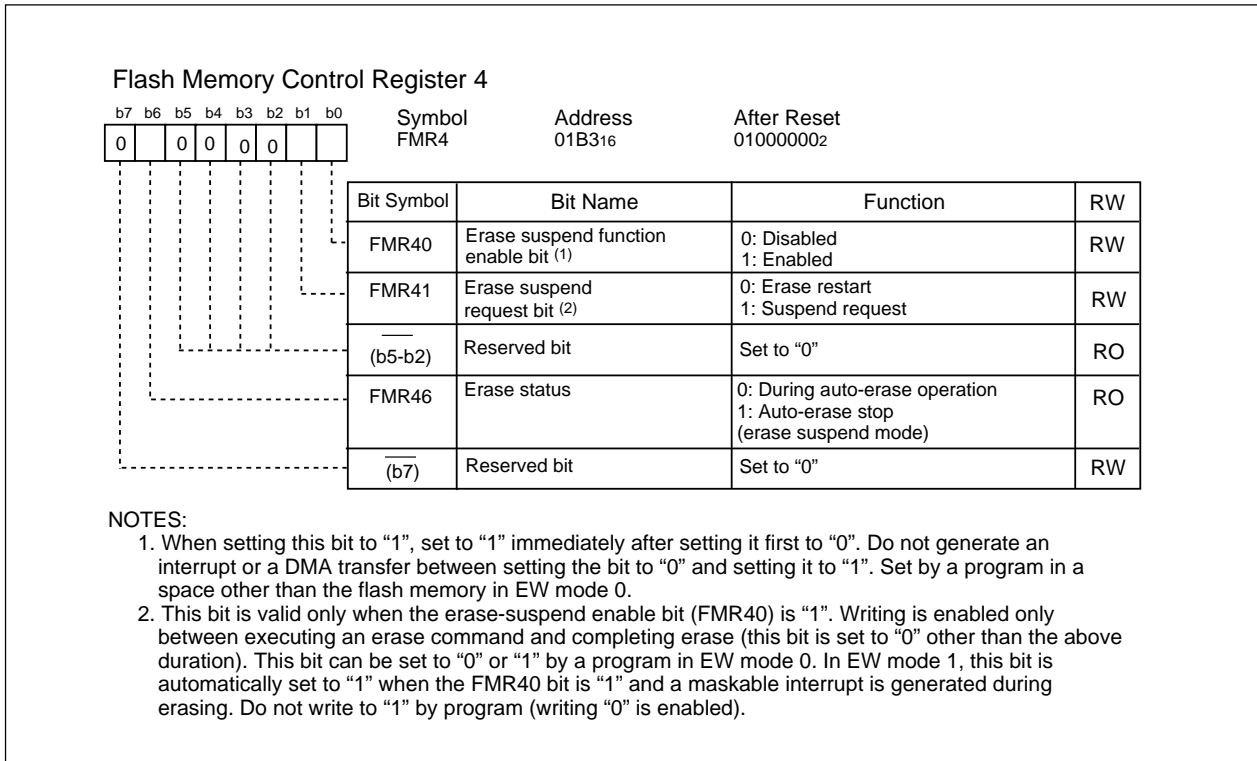 Flash Memory Control Register 4
b7 b6 b5 b4 b3 b2 b1 b0
Symbol Address After Reset
FMR4 01B316 010000002
0 0 0 0 0
Bit Symbol Bit Name Function RW
FMR40 Erase suspend function enable bit (1) 0: Disabled RW
1: Enabled
FMR41 Erase suspend request bit (2) 0: Erase restart RW
1: Suspend request
(b5-b2) Reserved bit Set to “0” RO
FMR46 Erase status 0: During auto-erase operation RO
1: Auto-erase stop
(erase suspend mode)
(b7) Reserved bit Set to “0” RW
NOTES:
1. When setting this bit to “1”, set to “1” immediately after setting it first to “0”. Do not generate an
interrupt or a DMA transfer between setting the bit to “0” and setting it to “1”. Set by a program in a
space other than the flash memory in EW mode 0.
2. This bit is valid only when the erase-suspend enable bit (FMR40) is “1”. Writing is enabled only
between executing an erase command and completing erase (this bit is set to “0” other than the above
duration). This bit can be set to “0” or “1” by a program in EW mode 0. In EW mode 1, this bit is
automatically set to “1” when the FMR40 bit is “1” and a maskable interrupt is generated during
erasing. Do not write to “1” by program (writing “0” is enabled).